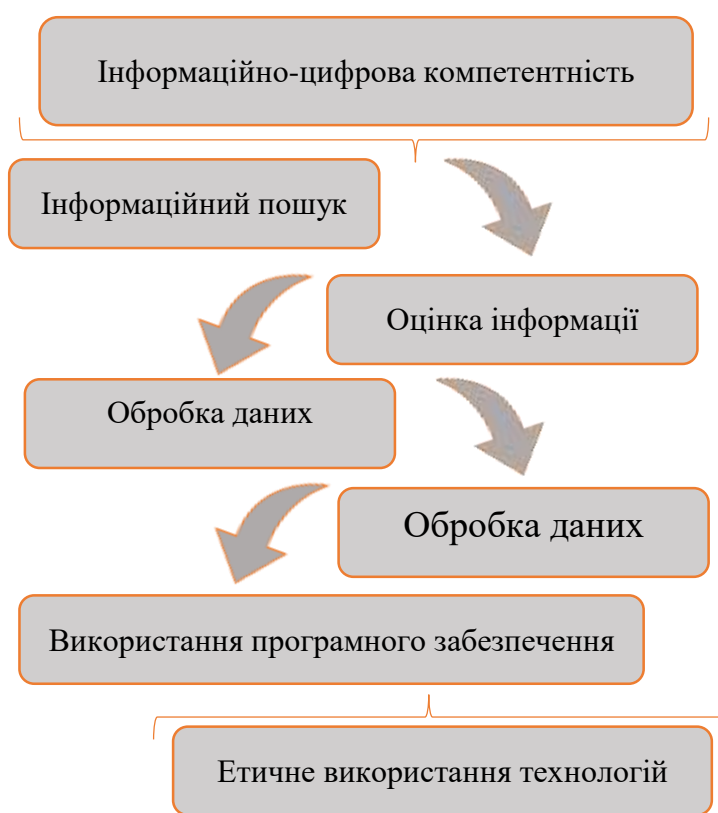 Інформаційно-цифрова компетентність
Інформаційний пошук
Оцінка інформації
Обробка даних
Обробка даних
Використання програмного забезпечення
Етичне використання технологій